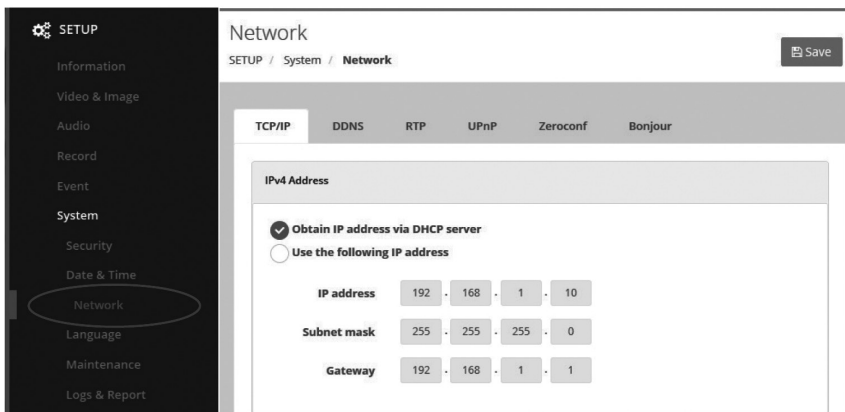 SETUP
Information
Video & Image
Audio
Record
Event
System
Security
Date & Time
Network
Language
Maintenance
Logs & Report
Network
SETUP / System / Network
Save
TCP/IP DDNS RTP UPnP Zeroconf Bonjour
IPv4 Address
Obtain IP address via DHCP server
Use the following IP address
IP address 192 . 168 . 1 . 10
Subnet mask 255 . 255 . 255 . 0
Gateway 192 . 168 . 1 . 1